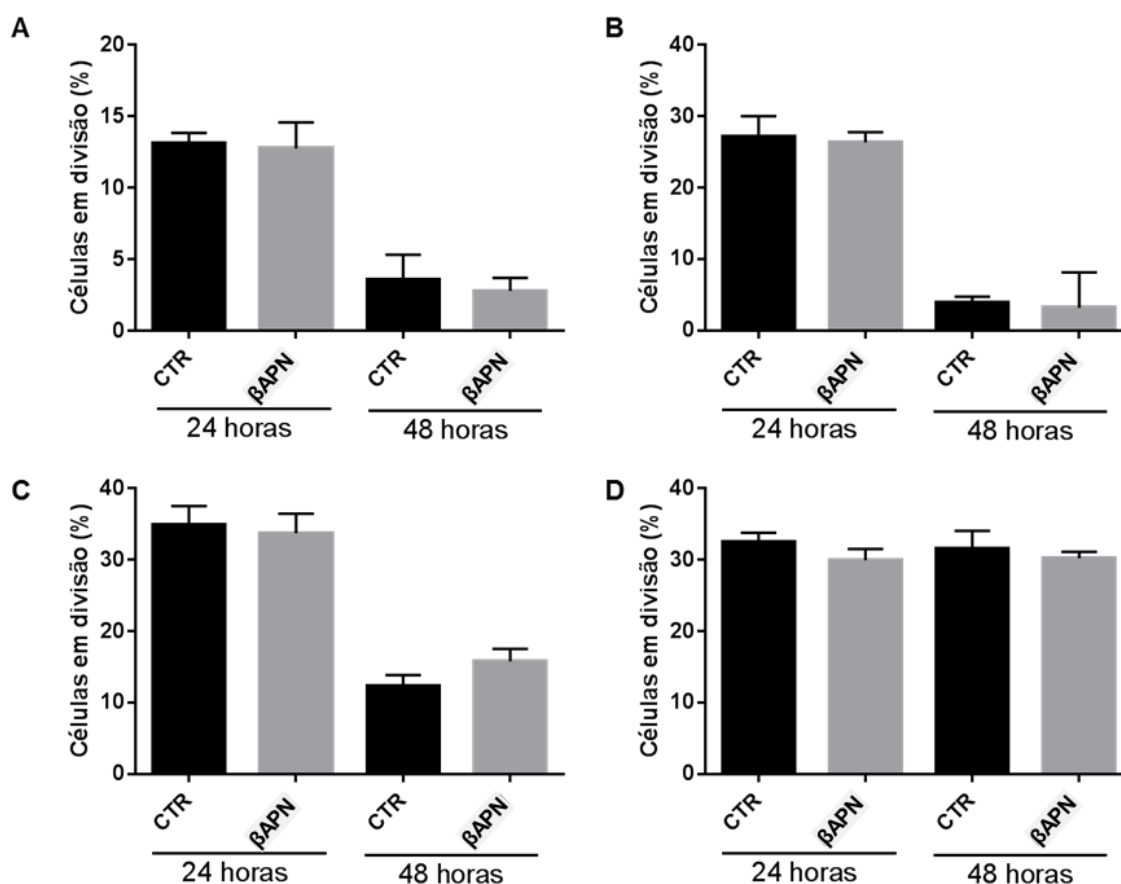 A
Células em divisão (%)
20
15
10
5
0
CTR
βAPN
CTR
βAPN
24 horas
48 horas
B
Células em divisão (%)
40
30
20
10
0
CTR
βAPN
CTR
βAPN
24 horas
48 horas
C
Células em divisão (%)
40
30
20
10
0
CTR
βAPN
CTR
βAPN
24 horas
48 horas
D
Células em divisão (%)
40
30
20
10
0
CTR
βAPN
CTR
βAPN
24 horas
48 horas